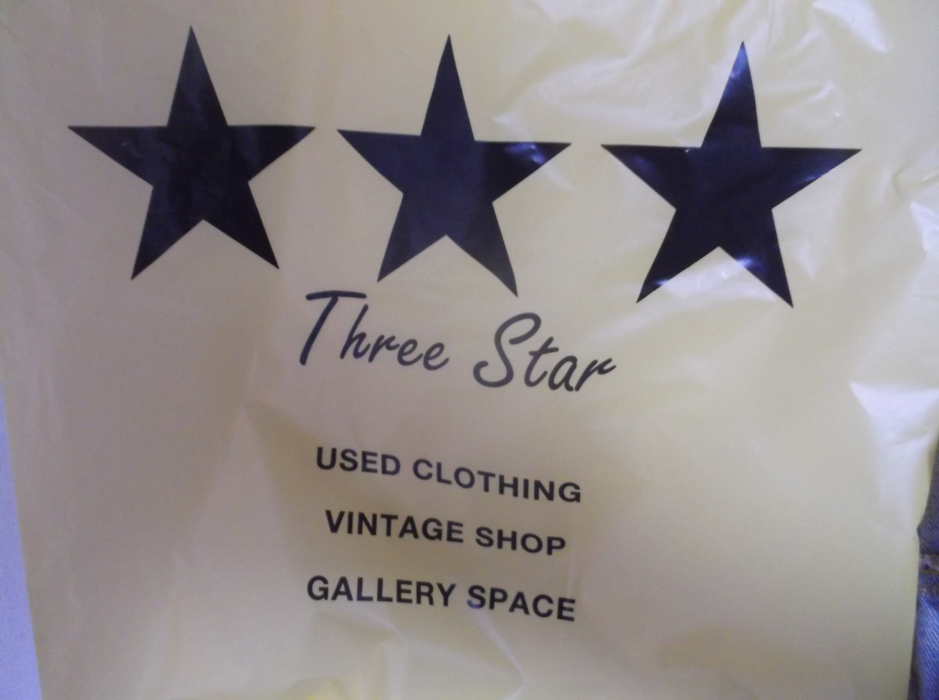 Three Star
USED CLOTHING
VINTAGE SHOP
GALLERY SPACE